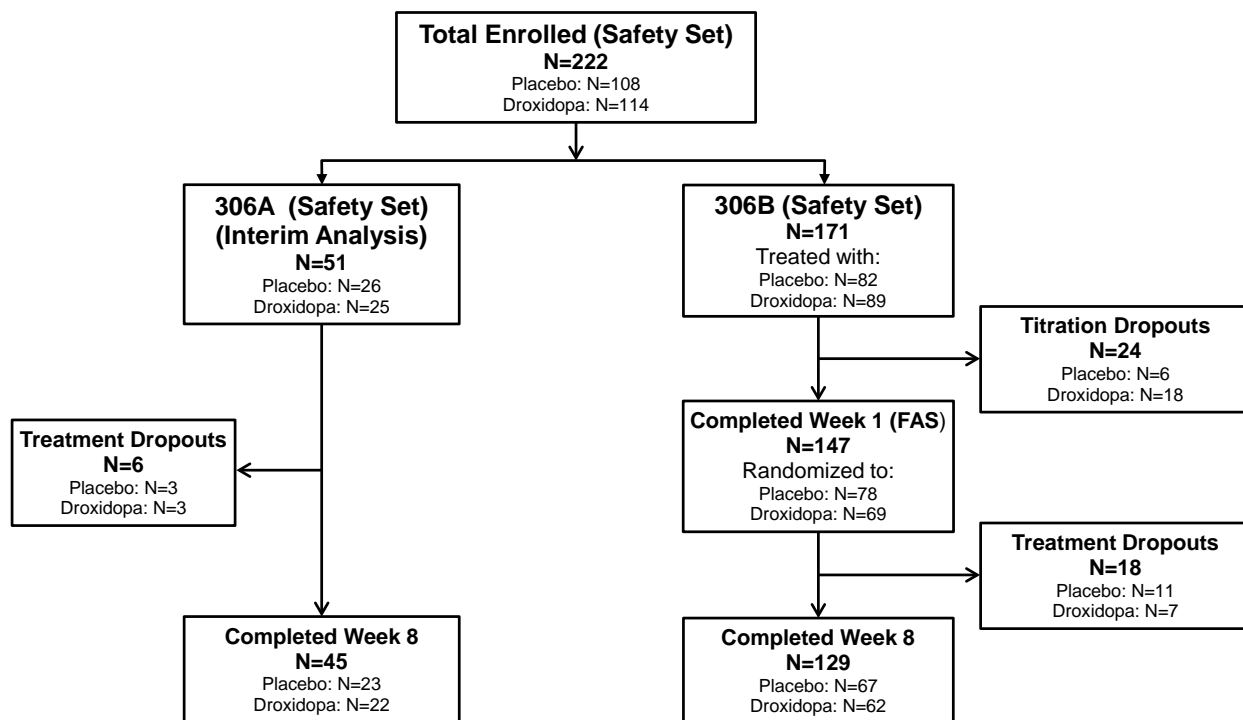 Total Enrolled (Safety Set)
N=222
Placebo: N=108
Droxidopa: N=114
306A (Safety Set)
(Interim Analysis)
N=51
Placebo: N=26
Droxidopa: N=25
306B (Safety Set)
N=171
Treated with:
Placebo: N=82
Droxidopa: N=89
Titration Dropouts
N=24
Placebo: N=6
Droxidopa: N=18
Completed Week 1 (FAS)
N=147
Randomized to:
Placebo: N=78
Droxidopa: N=69
Treatment Dropouts
N=6
Placebo: N=3
Droxidopa: N=3
Treatment Dropouts
N=18
Placebo: N=11
Droxidopa: N=7
Completed Week 8
N=45
Placebo: N=23
Droxidopa: N=22
Completed Week 8
N=129
Placebo: N=67
Droxidopa: N=62